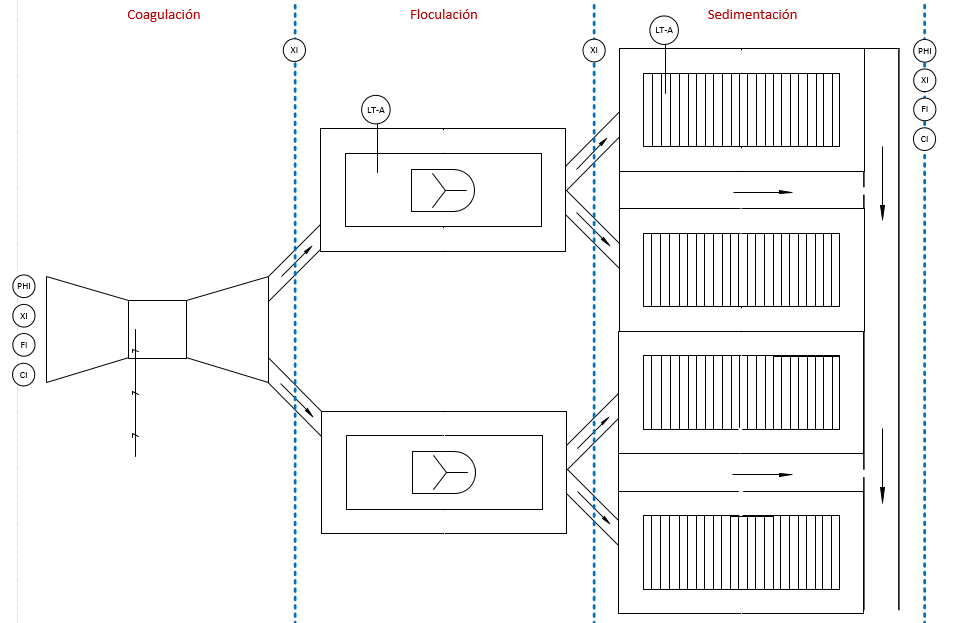 Coagulación
Floculación
Sedimentación
XI
XI
LT-A
PHI
XI
FI
CI
LT-A
PHI
XI
FI
CI